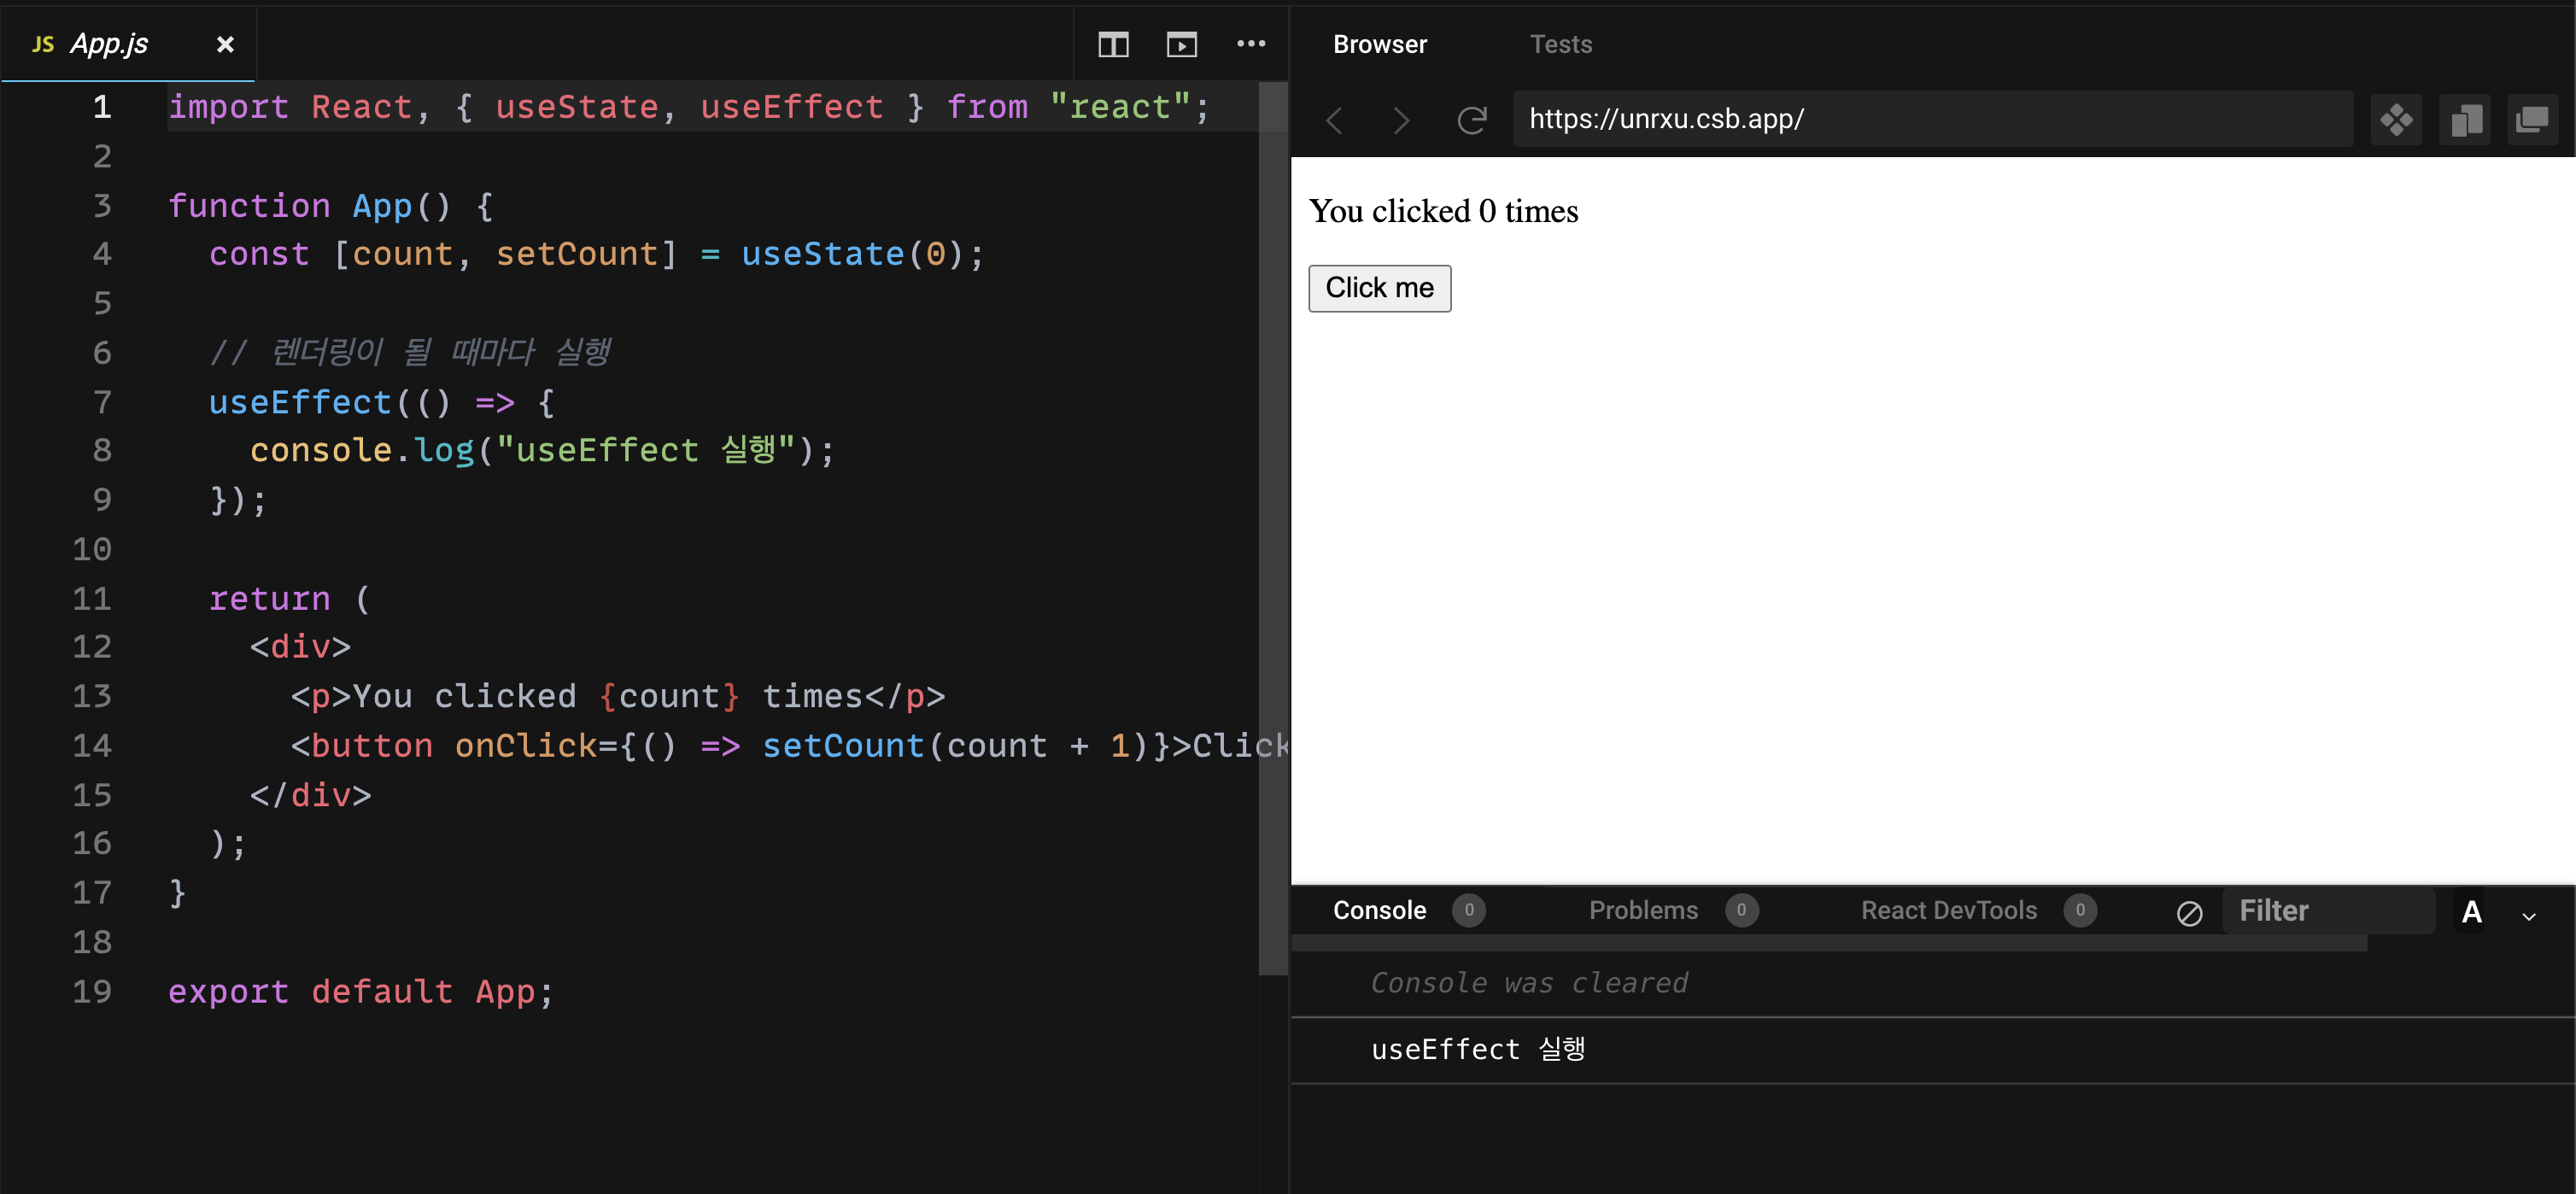 JS App.js ×
1 import React, { useState, useEffect } from "react";
2
3 function App() {
4 const [count, setCount] = useState(0);
5
6 // 렌더링이 될 때마다 실행
7 useEffect(() => {
8 console.log("useEffect 실행");
9 });
10
11 return (
12 <div>
13 <p>You clicked {count} times</p>
14 <button onClick={() => setCount(count + 1)}>Click
15 </div>
16 );
17 }
18
19 export default App;
Browser Tests
https://unrxu.csb.app/
You clicked 0 times
Click me
Console 0 Problems 0 React DevTools 0 Filter A
Console was cleared
useEffect 실행